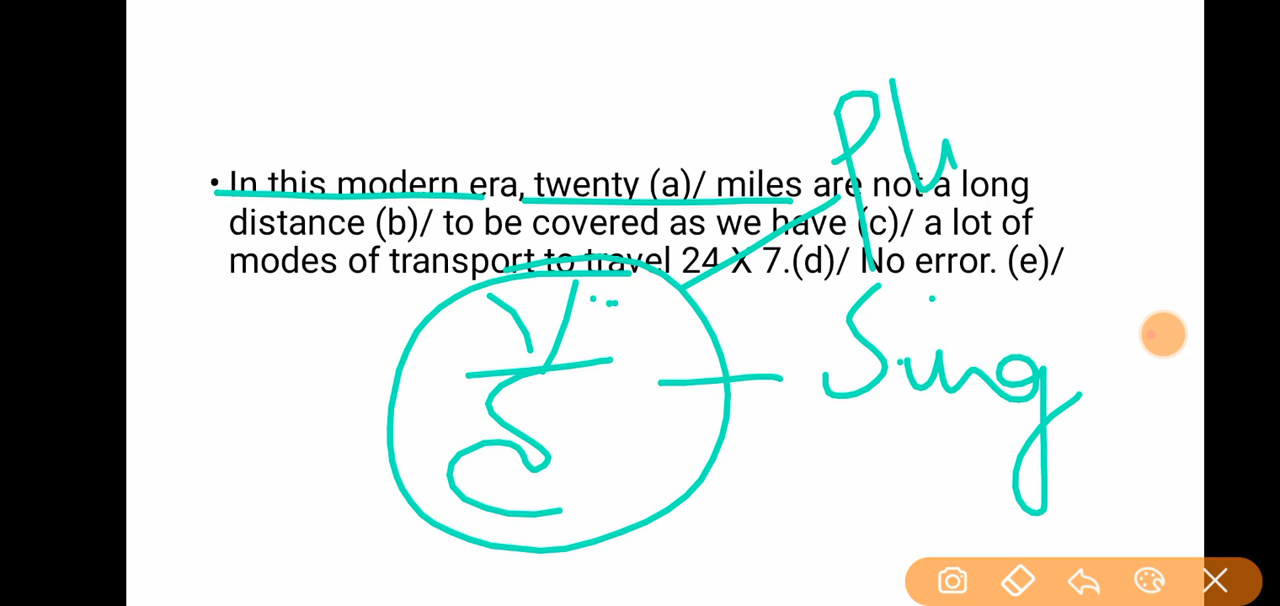 • In this modern era, twenty (a)/ miles are not a long
distance (b)/ to be covered as we have (c)/ a lot of
modes of transport to travel 24 X 7.(d)/ No error. (e)/
V
S
Sing